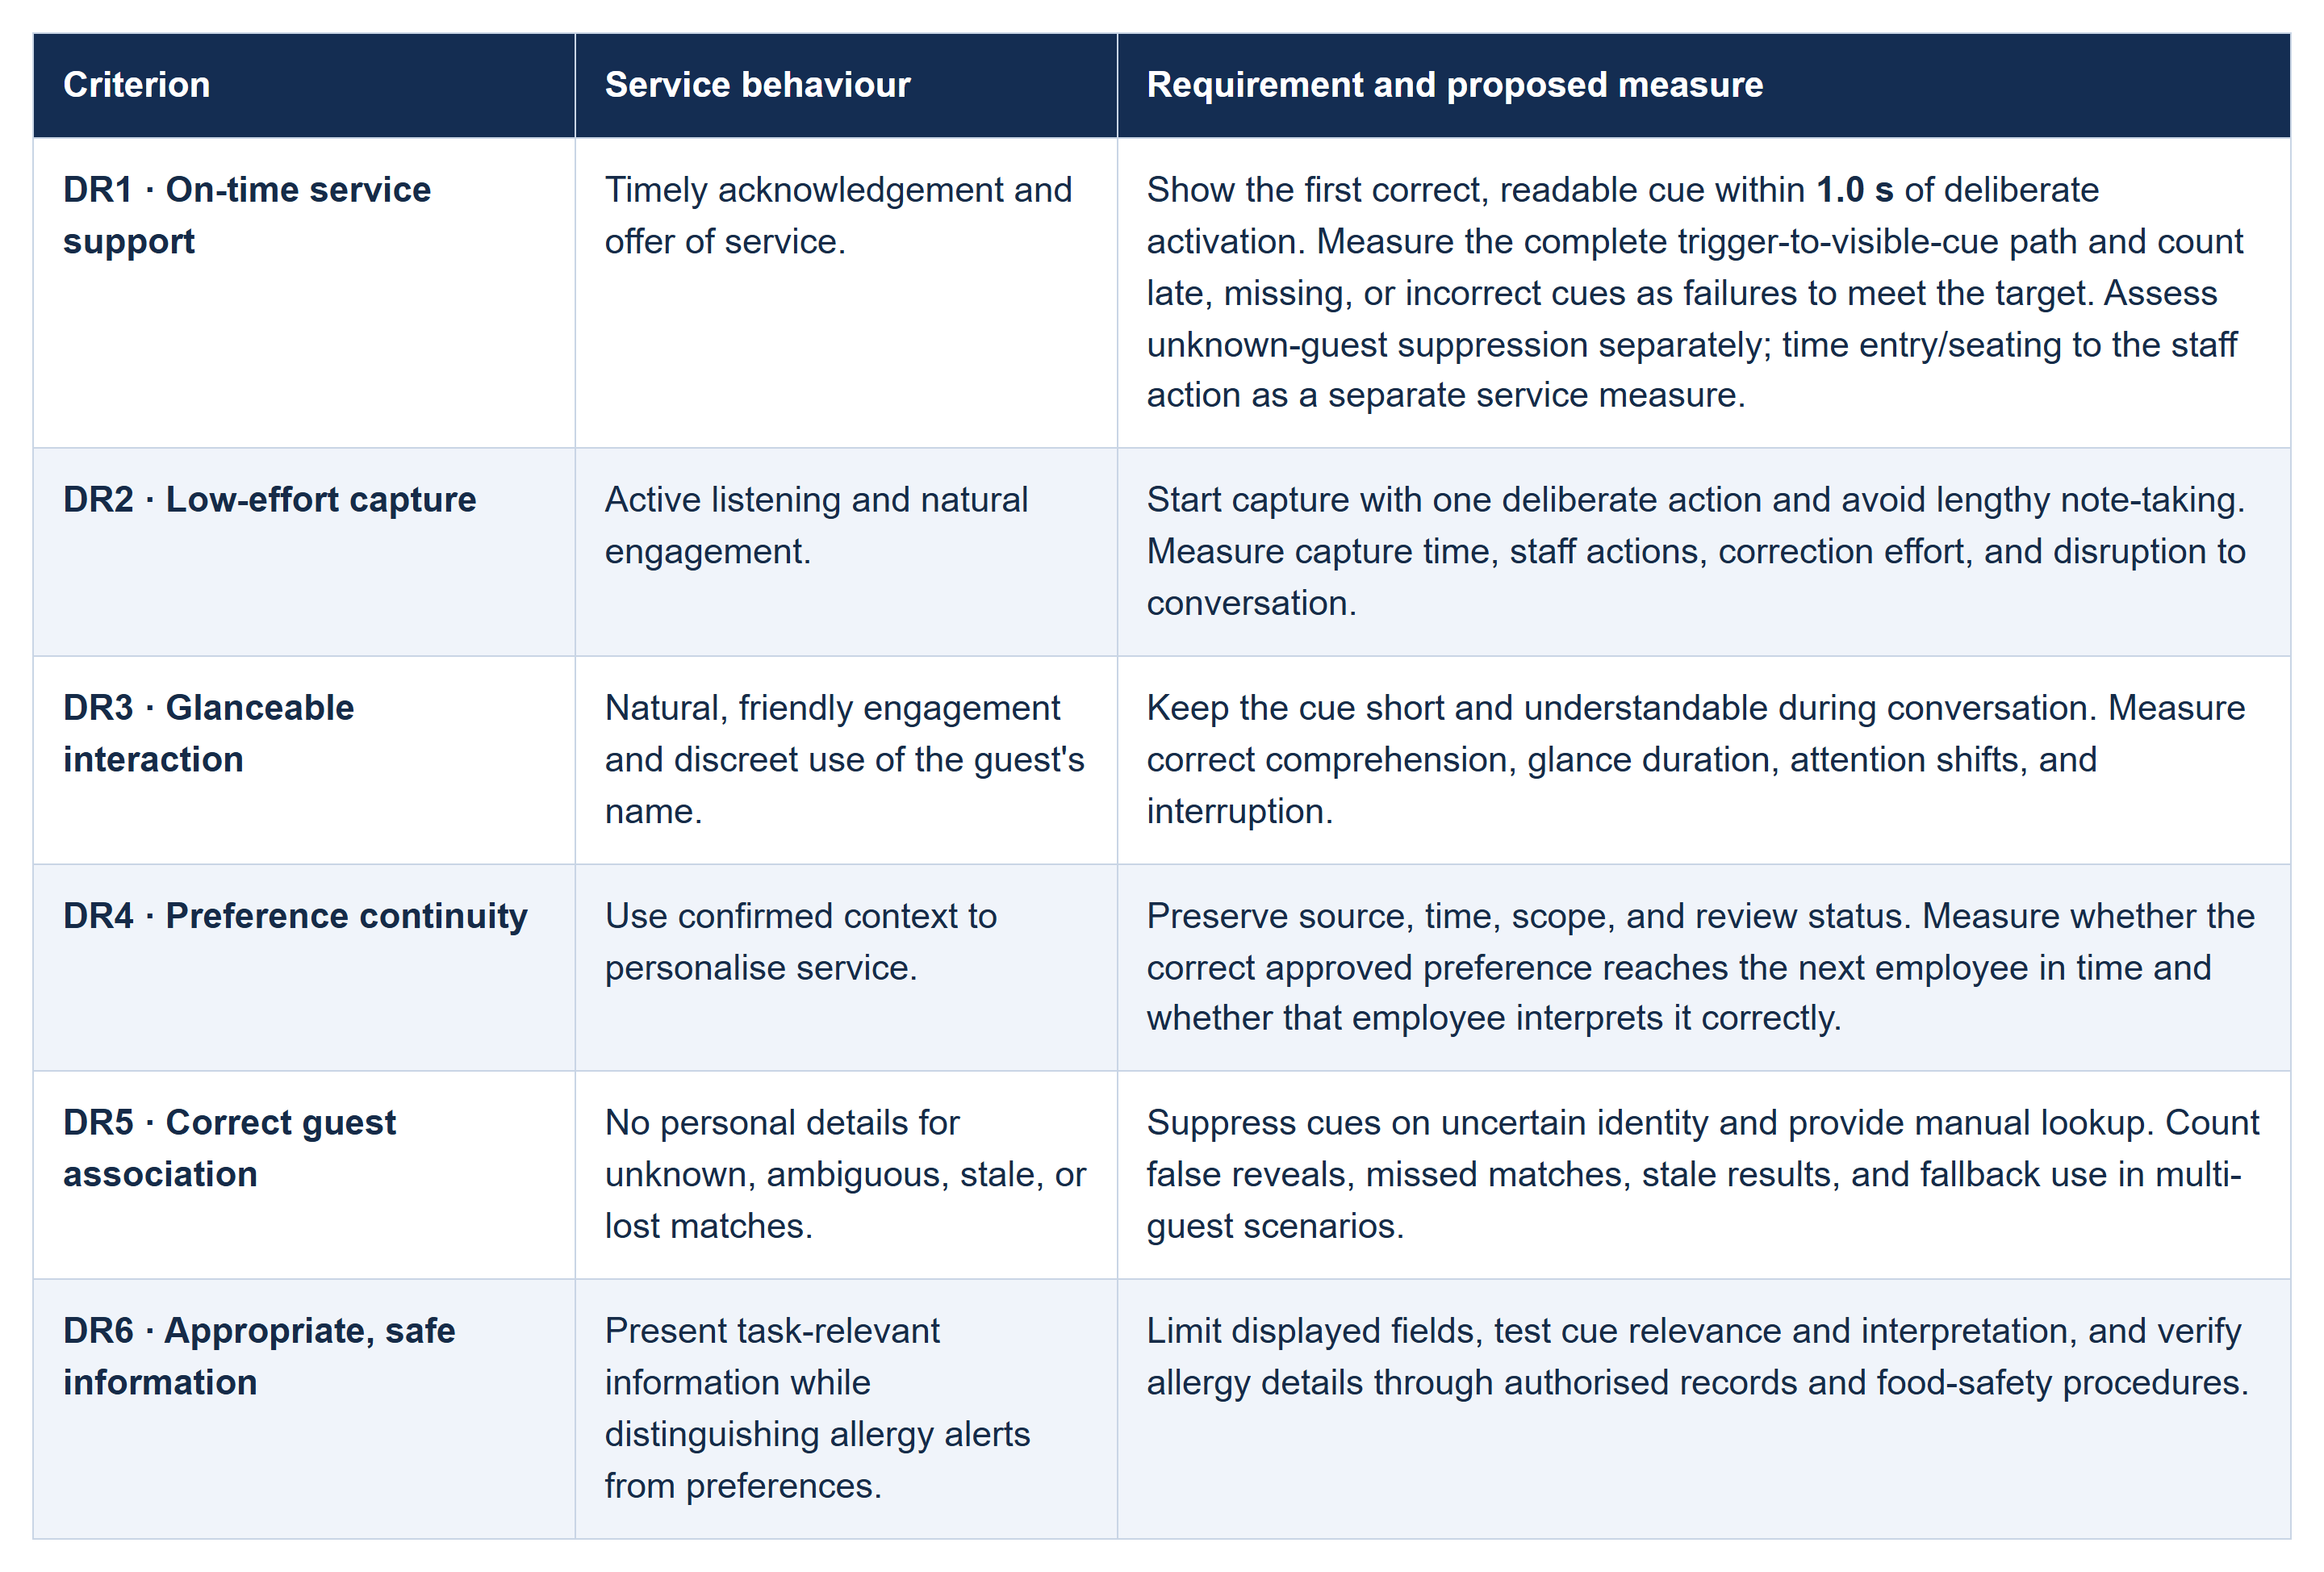 Criterion
Service behaviour
Requirement and proposed measure
DR1 · On-time service
support
Timely acknowledgement and
offer of service.
Show the first correct, readable cue within 1.0 s of deliberate
activation. Measure the complete trigger-to-visible-cue path and count
late, missing, or incorrect cues as failures to meet the target. Assess
unknown-guest suppression separately; time entry/seating to the staff
action as a separate service measure.
DR2 · Low-effort capture
Active listening and natural
engagement.
Start capture with one deliberate action and avoid lengthy note-taking.
Measure capture time, staff actions, correction effort, and disruption to
conversation.
DR3 · Glanceable
interaction
Natural, friendly engagement
and discreet use of the guest's
name.
Keep the cue short and understandable during conversation. Measure
correct comprehension, glance duration, attention shifts, and
interruption.
DR4 · Preference continuity
Use confirmed context to
personalise service.
Preserve source, time, scope, and review status. Measure whether the
correct approved preference reaches the next employee in time and
whether that employee interprets it correctly.
DR5 · Correct guest
association
No personal details for
unknown, ambiguous, stale, or
lost matches.
Suppress cues on uncertain identity and provide manual lookup. Count
false reveals, missed matches, stale results, and fallback use in multi-
guest scenarios.
DR6 · Appropriate, safe
information
Present task-relevant
information while
distinguishing allergy alerts
from preferences.
Limit displayed fields, test cue relevance and interpretation, and verify
allergy details through authorised records and food-safety procedures.